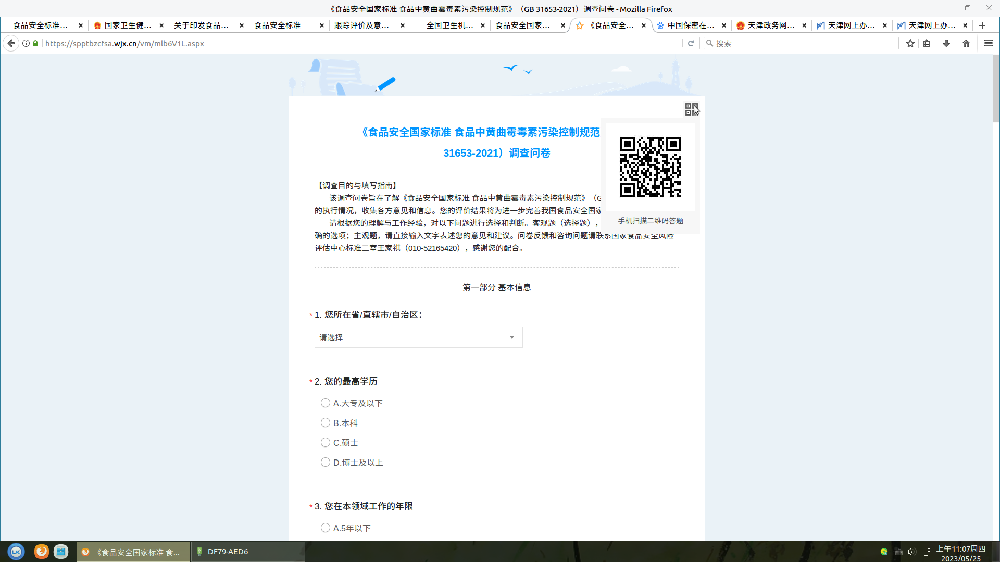 《食品安全国家标准 食品中黄曲霉毒素污染控制规范》（GB 31653-2021）调查问卷 - Mozilla Firefox
食品安全标准... 国家卫生健... 关于印发食品... 食品安全标准 跟踪评价及意... 全国卫生机... 食品安全国家... 《食品安全... 中国保密在... 天津政务网... 天津网上办... 天津网上办...
https://spptbzcfsa.wjx.cn/vm/mlb6V1L.aspx 搜索
《食品安全国家标准 食品中黄曲霉毒素污染控制规范》
31653-2021）调查问卷
手机扫描二维码答题
【调查目的与填写指南】
该调查问卷旨在了解《食品安全国家标准 食品中黄曲霉毒素污染控制规范》（G
的执行情况，收集各方意见和信息。您的评价结果将为进一步完善我国食品安全国家
请根据您的理解与工作经验，对以下问题进行选择和判断。客观题（选择题），
确的选项；主观题，请直接输入文字表述您的意见和建议。问卷反馈和咨询问题请联系国家食品安全风险
评估中心标准二室王家祺（010-52165420），感谢您的配合。
第一部分 基本信息
* 1. 您所在省/直辖市/自治区：
请选择
* 2. 您的最高学历
A.大专及以下
B.本科
C.硕士
D.博士及以上
* 3. 您在本领域工作的年限
A.5年以下
UK 《食品安全国家标准 食... DF79-AED6 上午11:07周四
2023/05/25